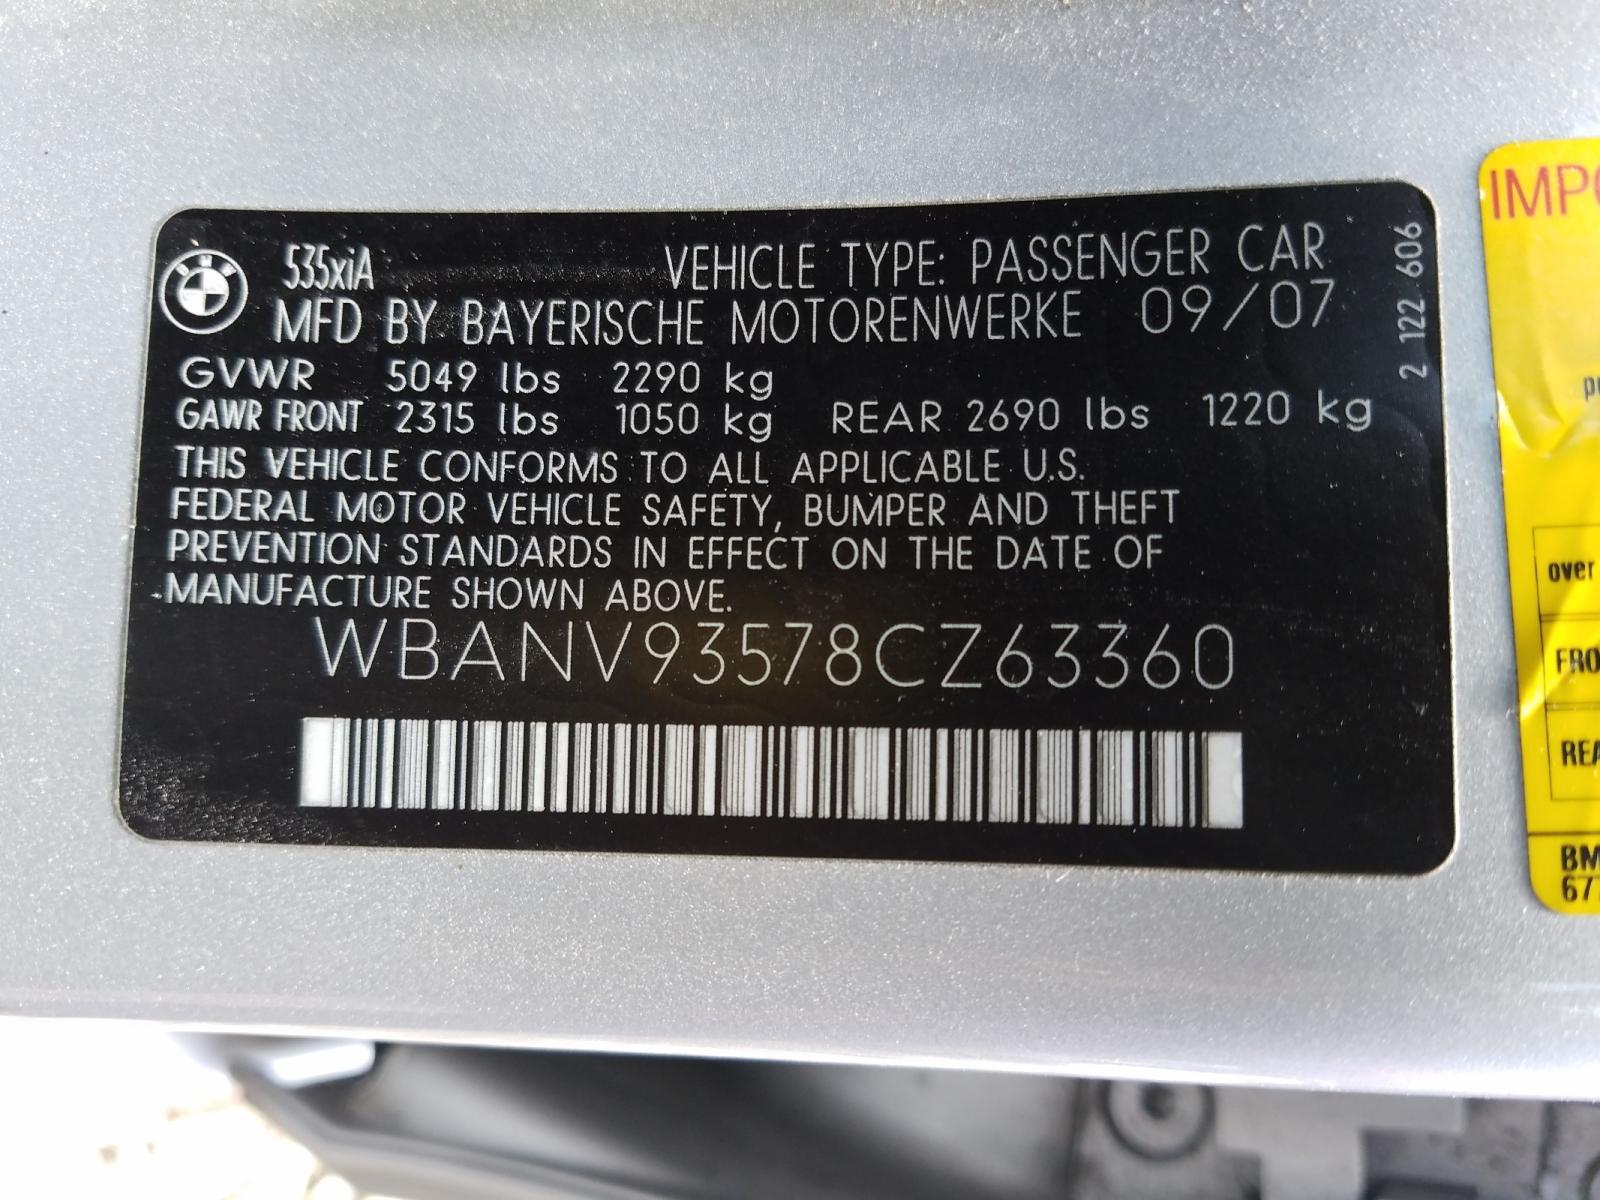 BMW
535xiA VEHICLE TYPE: PASSENGER CAR
MFD BY BAYERISCHE MOTORENWERKE 09/07
GVWR 5049 lbs 2290 kg
GAWR FRONT 2315 lbs 1050 kg REAR 2690 lbs 1220 kg
THIS VEHICLE CONFORMS TO ALL APPLICABLE U.S.
FEDERAL MOTOR VEHICLE SAFETY, BUMPER AND THEFT
PREVENTION STANDARDS IN EFFECT ON THE DATE OF
MANUFACTURE SHOWN ABOVE.
WBANV93578CZ63360
2 122 606
over